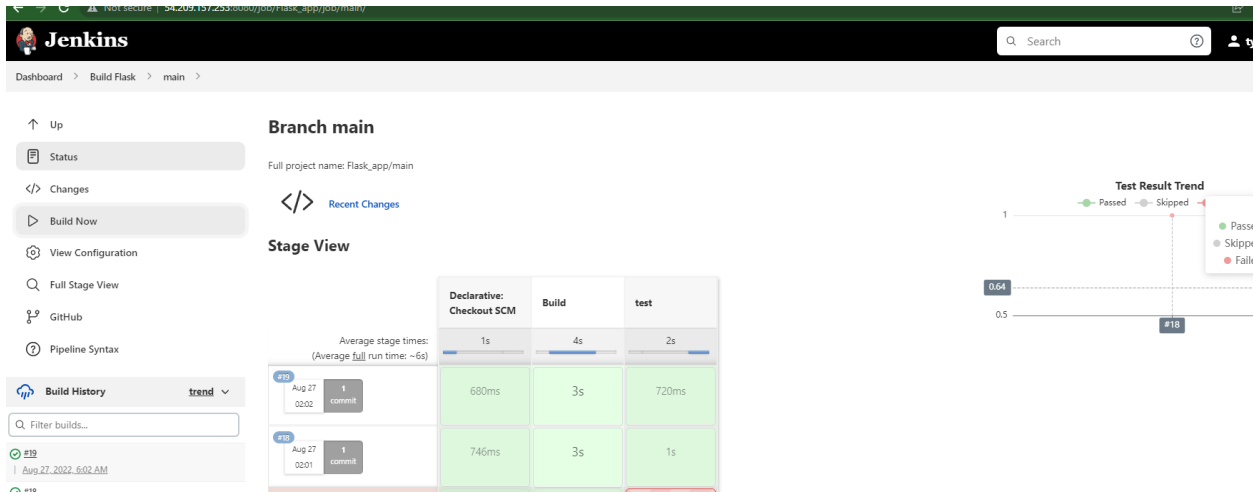 Not secure | 54.209.157.253:8080/job/Flask_app/job/main/
Jenkins
Search
Dashboard > Build Flask > main >
Up
Status
Changes
Build Now
View Configuration
Full Stage View
GitHub
Pipeline Syntax
Build History trend
Filter builds...
#19
Aug 27, 2022, 6:02 AM
#18
Branch main
Full project name: Flask_app/main
Recent Changes
Stage View
Declarative: Checkout SCM
Build
test
Average stage times:
(Average full run time: ~6s)
1s
4s
2s
#19
Aug 27
02:02
1
commit
680ms
3s
720ms
#18
Aug 27
02:01
1
commit
746ms
3s
1s
Test Result Trend
Passed Skipped
1
Passe
Skippe
Faile
0.64
0.5
#18